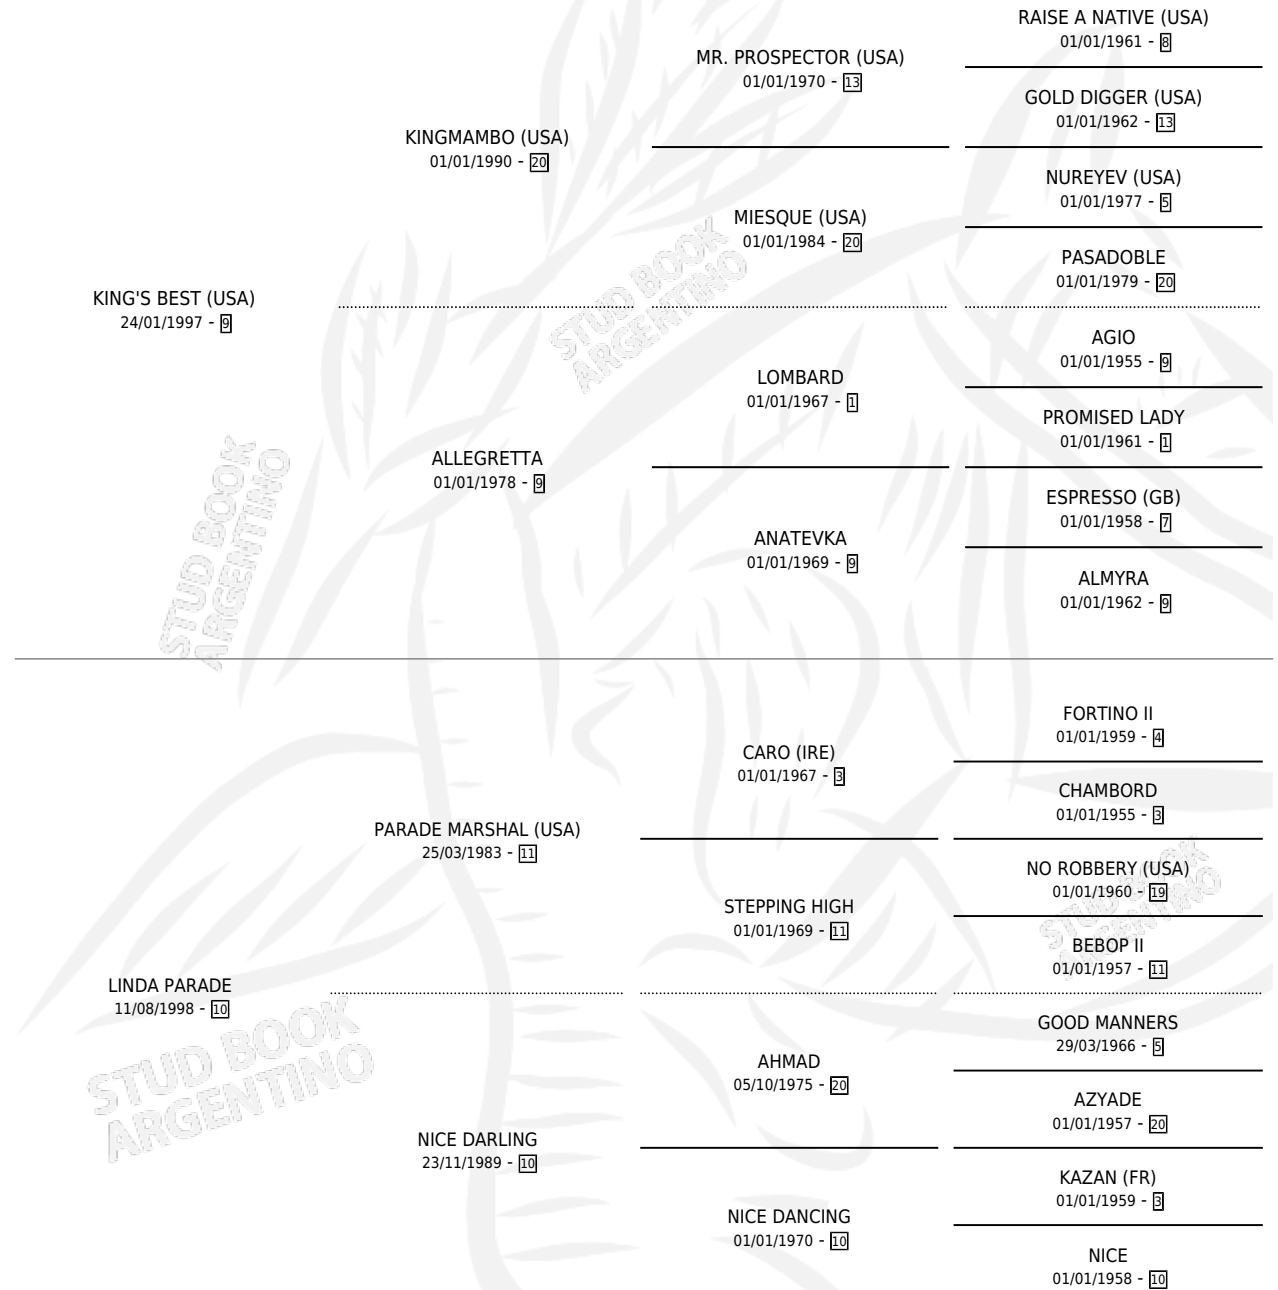 RAISE A NATIVE (USA)
01/01/1961 - 8
MR. PROSPECTOR (USA)
01/01/1970 - 13
GOLD DIGGER (USA)
01/01/1962 - 13
KINGMAMBO (USA)
01/01/1990 - 20
NUREYEV (USA)
01/01/1977 - 5
MIESQUE (USA)
01/01/1984 - 20
PASADOBLE
01/01/1979 - 20
KING'S BEST (USA)
24/01/1997 - 9
STUD BOOK
ARGENTINO
AGIO
01/01/1955 - 9
LOMBARD
01/01/1967 - 1
PROMISED LADY
01/01/1961 - 1
ALLEGRETTA
01/01/1978 - 9
ESPRESSO (GB)
01/01/1958 - 7
ANATEVKA
01/01/1969 - 9
ALMYRA
01/01/1962 - 9
STUD BOOK
ARGENTINO
FORTINO II
01/01/1959 - 4
CARO (IRE)
01/01/1967 - 3
CHAMBORD
01/01/1955 - 3
PARADE MARSHAL (USA)
25/03/1983 - 11
NO ROBBERY (USA)
01/01/1960 - 19
STEPPING HIGH
01/01/1969 - 11
STUD BOOK
ARGENTINO
BEBOP II
01/01/1957 - 11
LINDA PARADE
11/08/1998 - 10
GOOD MANNERS
29/03/1966 - 5
AHMAD
05/10/1975 - 20
STUD BOOK
ARGENTINO
AZYADE
01/01/1957 - 20
NICE DARLING
23/11/1989 - 10
KAZAN (FR)
01/01/1959 - 3
NICE DANCING
01/01/1970 - 10
NICE
01/01/1958 - 10